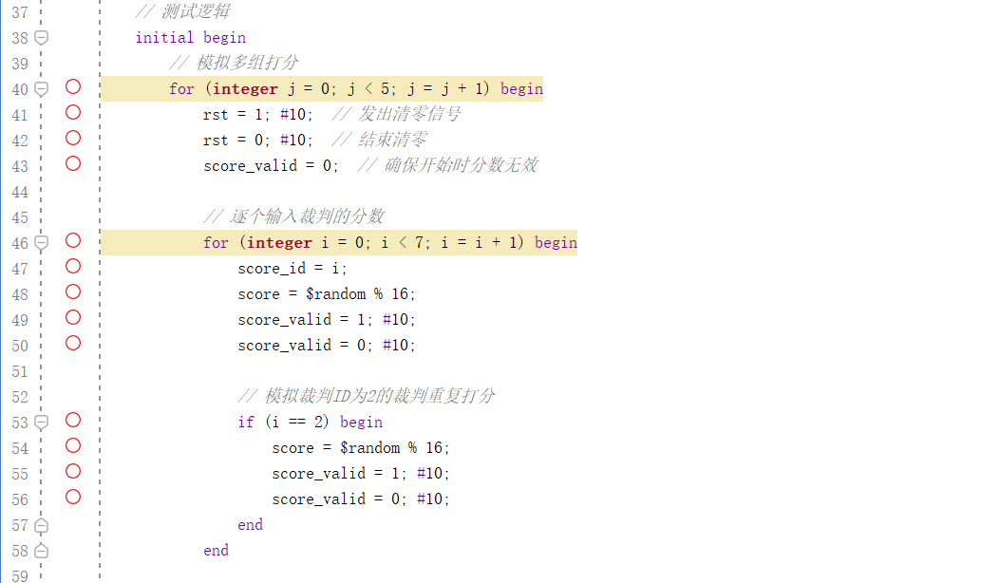 37 // 测试逻辑
38 initial begin
39 // 模拟多组打分
40 for (integer j = 0; j < 5; j = j + 1) begin
41 rst = 1; #10; // 发出清零信号
42 rst = 0; #10; // 结束清零
43 score_valid = 0; // 确保开始时分数无效
44
45 // 逐个输入裁判的分数
46 for (integer i = 0; i < 7; i = i + 1) begin
47 score_id = i;
48 score = $random % 16;
49 score_valid = 1; #10;
50 score_valid = 0; #10;
51
52 // 模拟裁判ID为2的裁判重复打分
53 if (i == 2) begin
54 score = $random % 16;
55 score_valid = 1; #10;
56 score_valid = 0; #10;
57 end
58 end
59